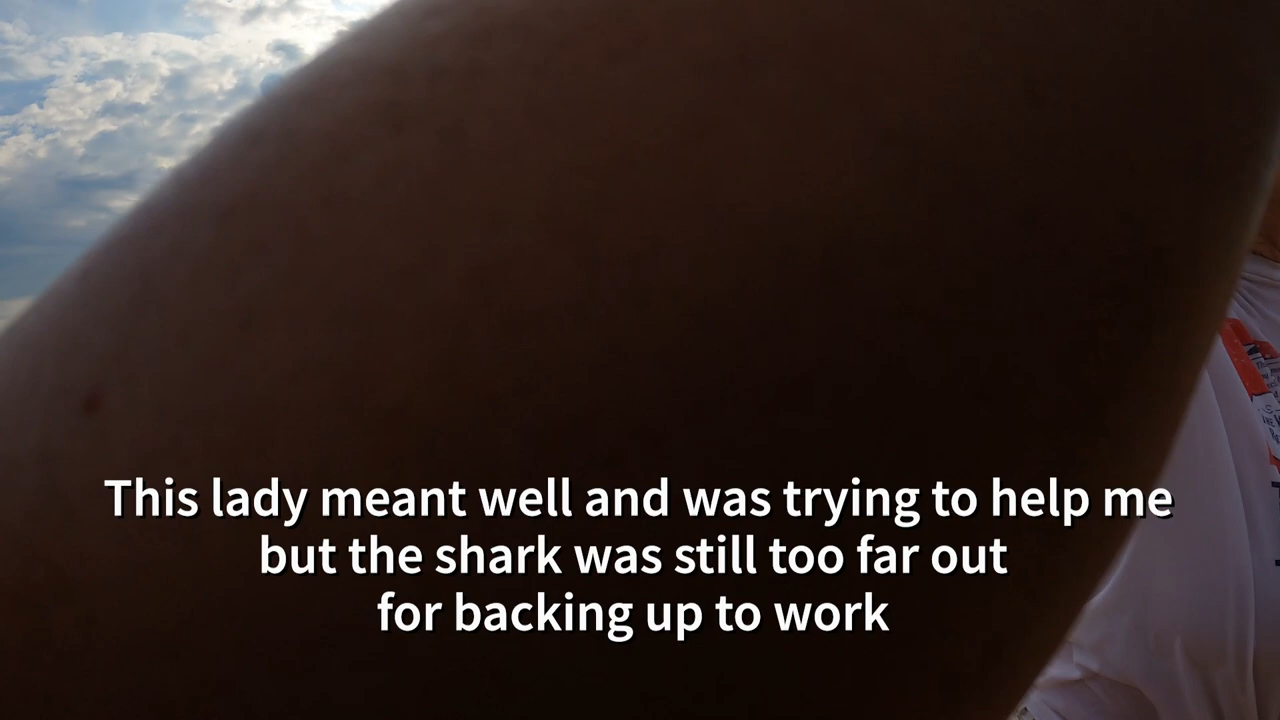 This lady meant well and was trying to help me
but the shark was still too far out
for backing up to work